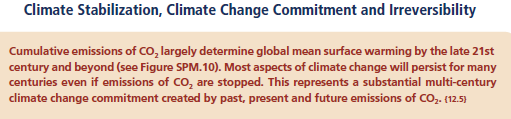 Climate Stabilization, Climate Change Commitment and Irreversibility
Cumulative emissions of CO₂ largely determine global mean surface warming by the late 21st
century and beyond (see Figure SPM.10). Most aspects of climate change will persist for many
centuries even if emissions of CO₂ are stopped. This represents a substantial multi-century
climate change commitment created by past, present and future emissions of CO₂. {12.5}